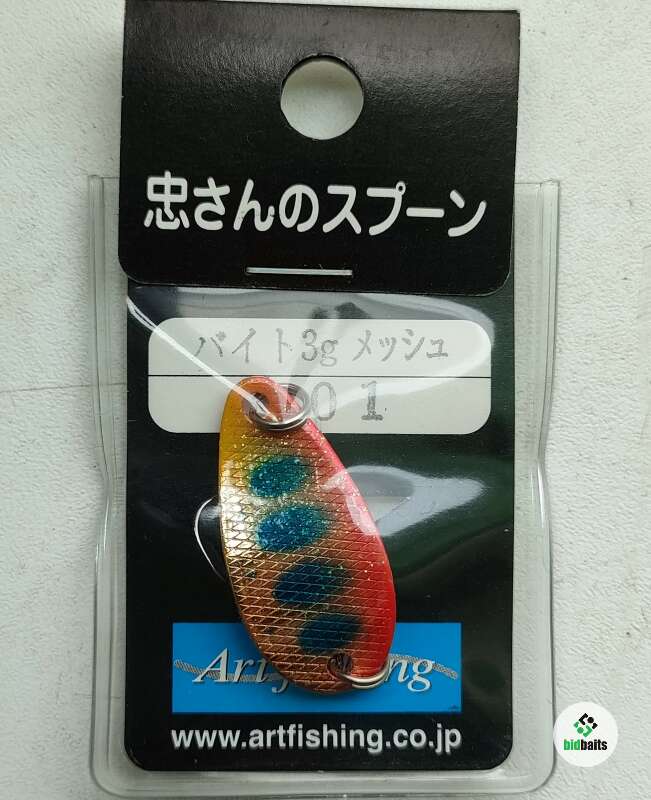 忠さんのスプーン
バイト3g メッシュ
www.artfishing.co.jp
bidbaits